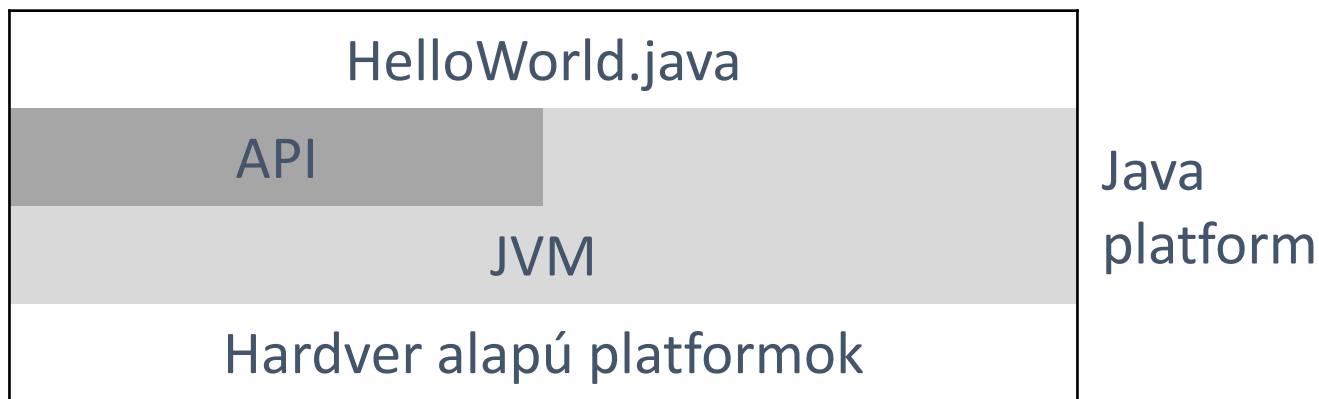 HelloWorld.java
API
JVM
Hardver alapú platformok
Java
platform